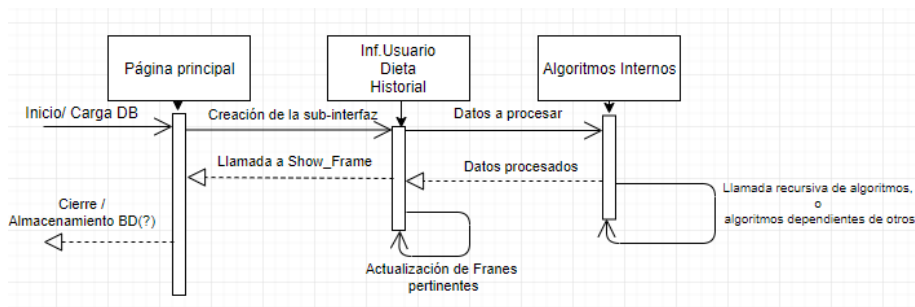 Página principal
Inf.Usuario
Dieta
Historial
Algoritmos Internos
Inicio/ Carga DB
Creación de la sub-interfaz
Datos a procesar
Llamada a Show_Frame
Datos procesados
Cierre /
Almacenamiento BD(?)
Llamada recursiva de algoritmos,
o
algoritmos dependientes de otros
Actualización de Franes
pertinentes